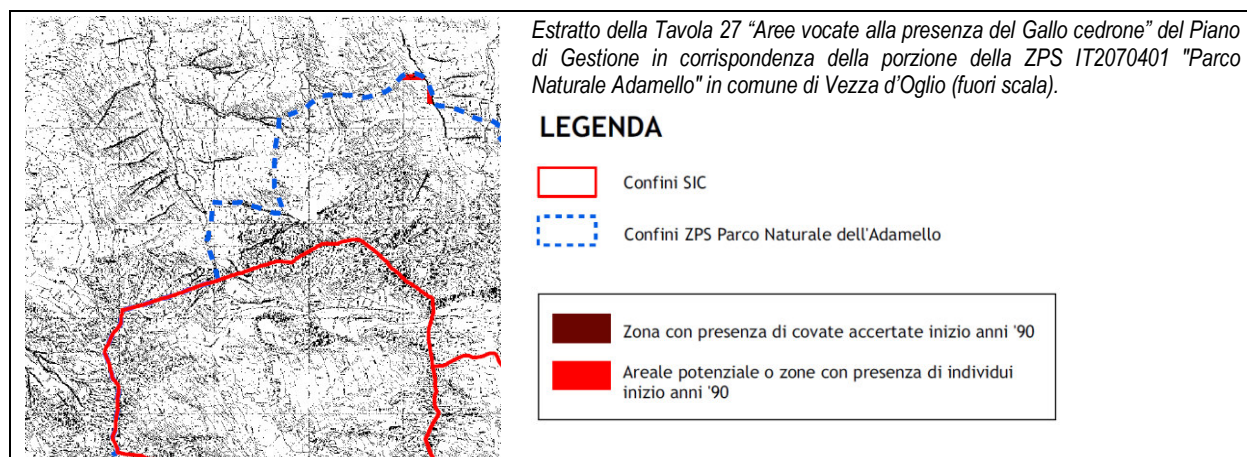 Estratto della Tavola 27 “Aree vocate alla presenza del Gallo cedrone” del Piano
di Gestione in corrispondenza della porzione della ZPS IT2070401 "Parco
Naturale Adamello" in comune di Vezza d’Oglio (fuori scala).
LEGENDA
Confini SIC
Confini ZPS Parco Naturale dell'Adamello
Zona con presenza di covate accertate inizio anni '90
Areale potenziale o zone con presenza di individui
inizio anni '90